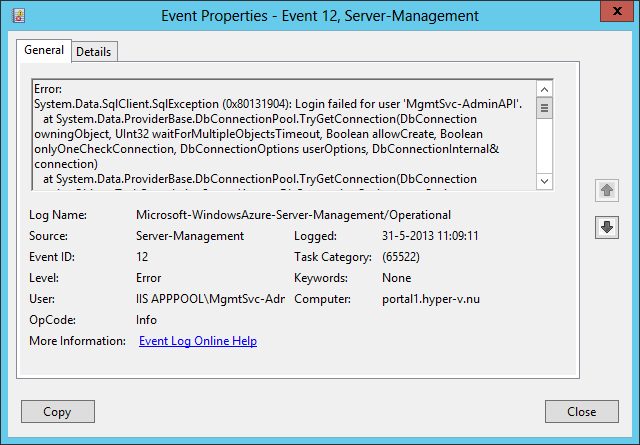 Event Properties - Event 12, Server-Management
x
General
Details
Error:
System.Data.SqlClient.SqlException (0x80131904): Login failed for user 'MgmtSvc-AdminAPI'.
at System.Data.ProviderBase.DbConnectionPool.TryGetConnection(DbConnection
owningObject, UInt32 waitForMultipleObjectsTimeout, Boolean allowCreate, Boolean
onlyOneCheckConnection, DbConnectionOptions userOptions, DbConnectionInternal&
connection)
at System.Data.ProviderBase.DbConnectionPool.TryGetConnection(DbConnection
Log Name: Microsoft-WindowsAzure-Server-Management/Operational
Source: Server-Management Logged: 31-5-2013 11:09:11
Event ID: 12 Task Category: (65522)
Level: Error Keywords: None
User: IIS APPPOOL\MgmtSvc-Adr Computer: portal1.hyper-v.nu
OpCode: Info
More Information: Event Log Online Help
Copy
Close